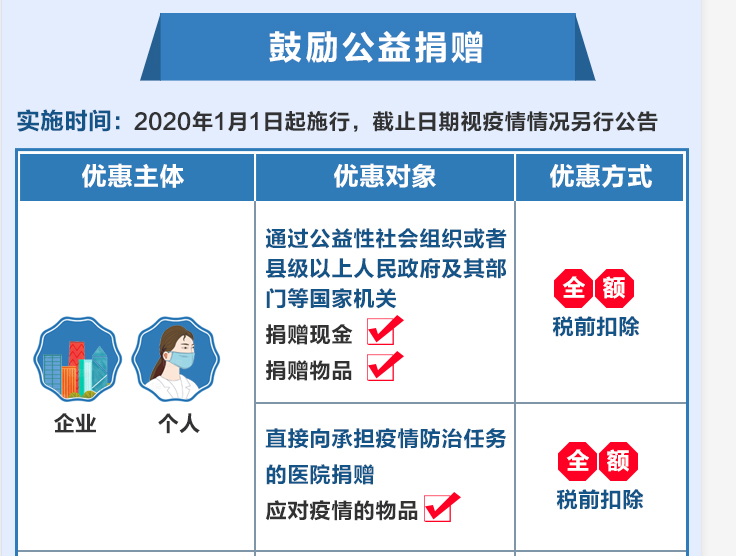 鼓励公益捐赠
实施时间：2020年1月1日起施行，截止日期视疫情情况另行公告
优惠主体 优惠对象 优惠方式
通过公益性社会组织或者
县级以上人民政府及其部
门等国家机关
捐赠现金
捐赠物品
全额
税前扣除
企业 个人
直接向承担疫情防治任务
的医院捐赠
应对疫情的物品
全额
税前扣除